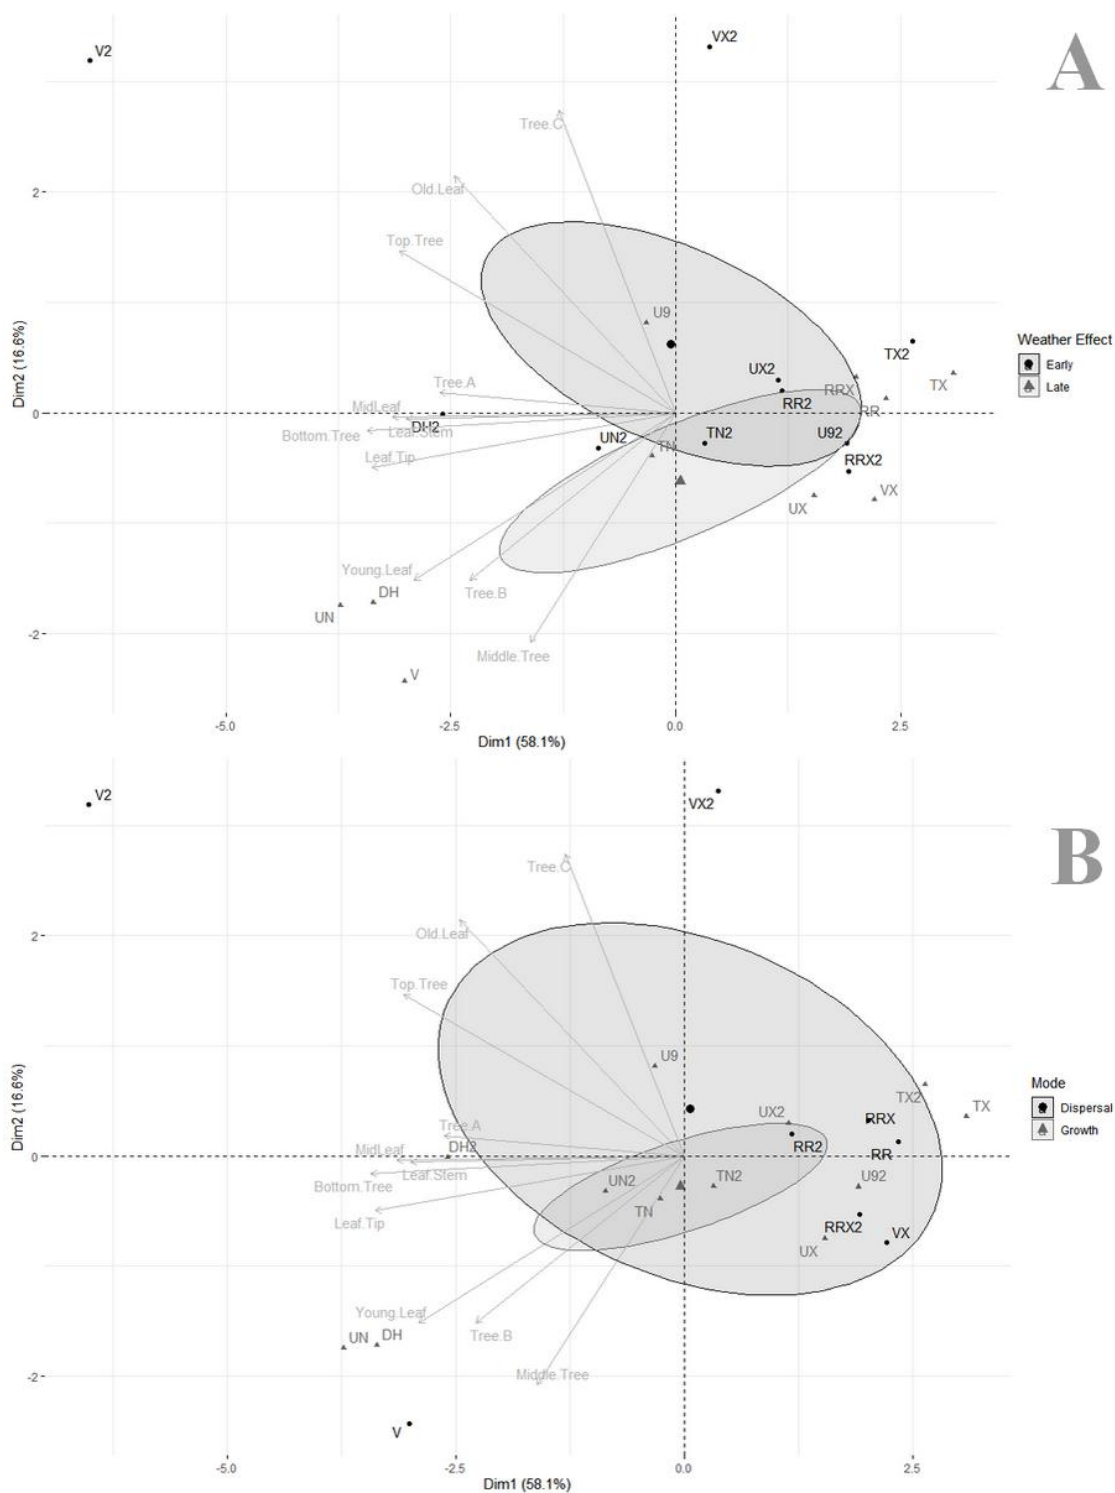 VX2
V2
A
Tree.C
Old.Leaf
2
Top.Tree
U9
Weather Effect
TX2
Early
UX2
Dim2 (16.6%)
TX
Tree.A
RRX
Late
RR2
RR
MidLeaf
0
DH2
Leaf.Stem
Bottom.Tree
UN2
TN2
U92
TN
Leaf.Tip
RRX2
VX
UX
Young.Leaf
DH
Tree.B
UN
-2
Middle.Tree
V
-5.0
-2.5
0.0
2.5
Dim1 (58.1%)
V2
VX2
B
Tree.C
Old.Leaf
2
Top.Tree
U9
Mode
TX2
TX
Dispersal
UX2
RRX
Dim2 (16.6%)
Tree.A
Growth
DH2
RR2
RR
MidLeaf
0
Leaf.Stem
Bottom.Tree
UN2
TN2
U92
Leaf.Tip
TN
RRX2
VX
UX
Young.Leaf
UN
DH
Tree.B
Middle.Tree
-2
V
-5.0
-2.5
0.0
2.5
Dim1 (58.1%)